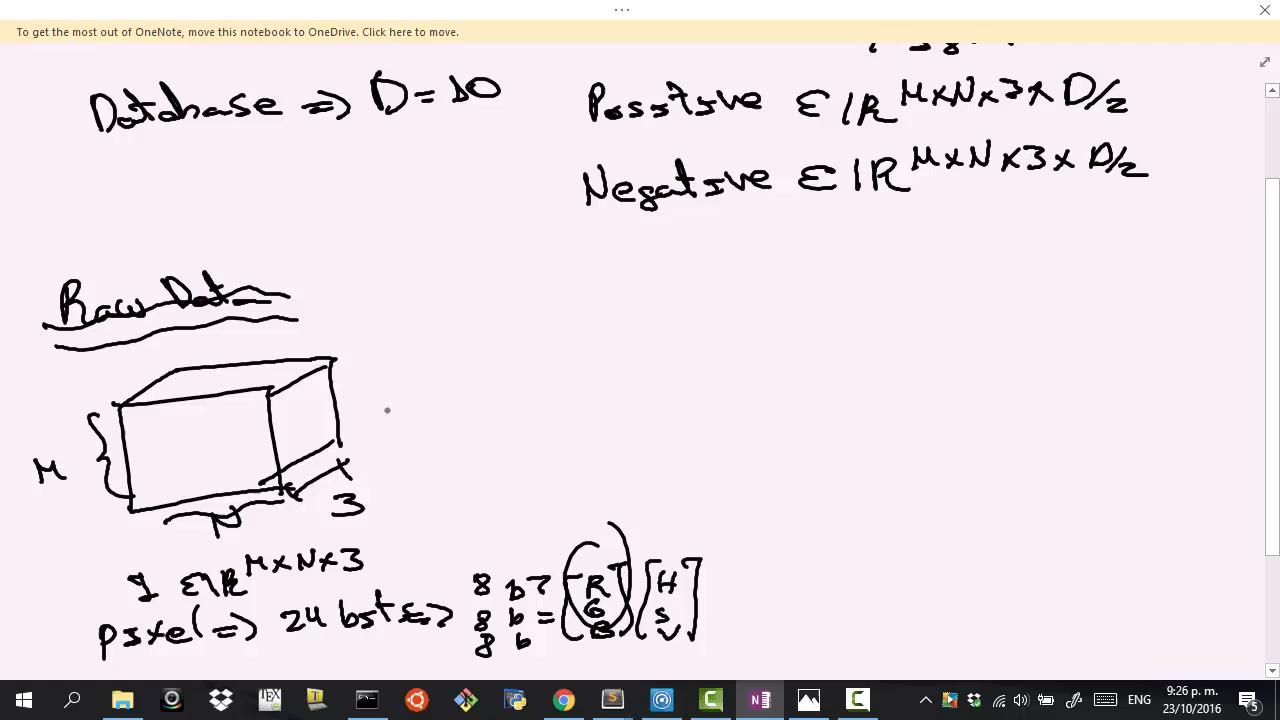 To get the most out of OneNote, move this notebook to OneDrive. Click here to move.
Database => D = 10
Positive ∈ ℝ^M×N×3×D/2
Negative ∈ ℝ^M×N×3×D/2
Raw Data
M
N
3
I ∈ ℝ^M×N×3
pixel => 24 bits => 8 b 8 b 8 b = [R G B] [H S V]
ENG
9:26 p. m.
23/10/2016
5